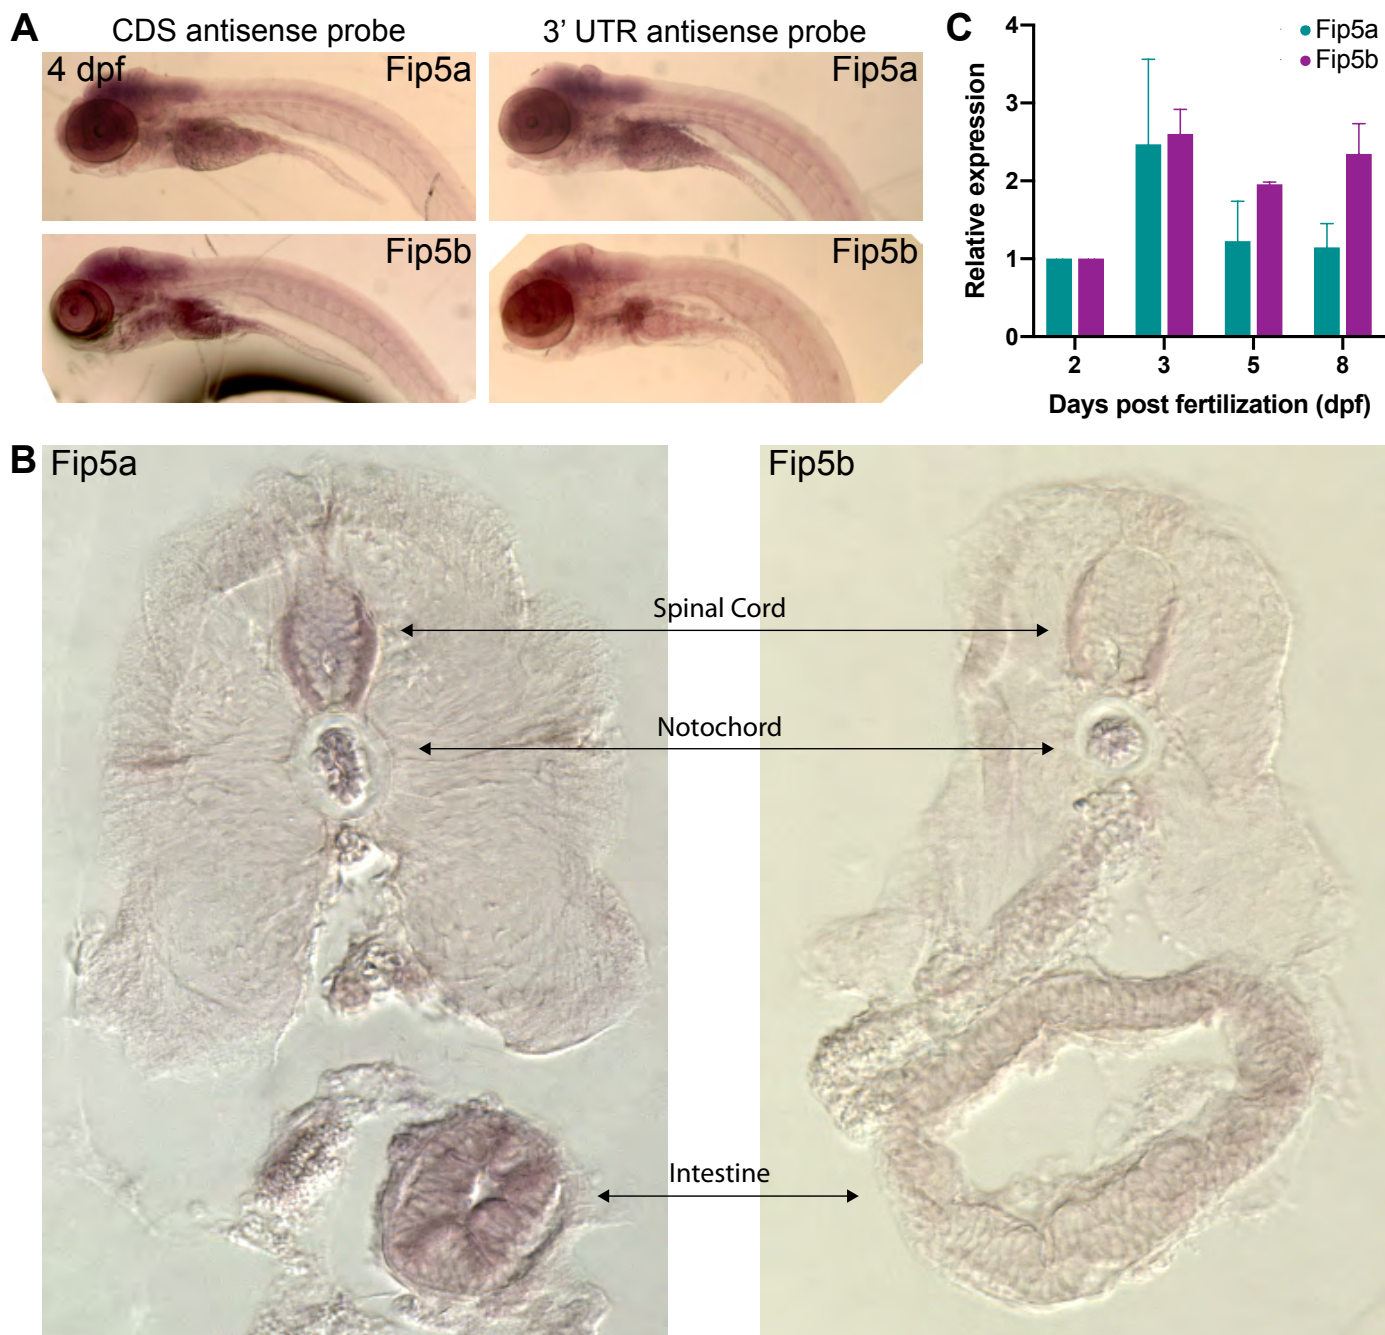 A
CDS antisense probe
3’ UTR antisense probe
4 dpf
Fip5a
Fip5a
Fip5b
Fip5b
C
Fip5a
Fip5b
Relative expression
4
3
2
1
0
2 3 5 8
Days post fertilization (dpf)
B
Fip5a
Fip5b
Spinal Cord
Notochord
Intestine